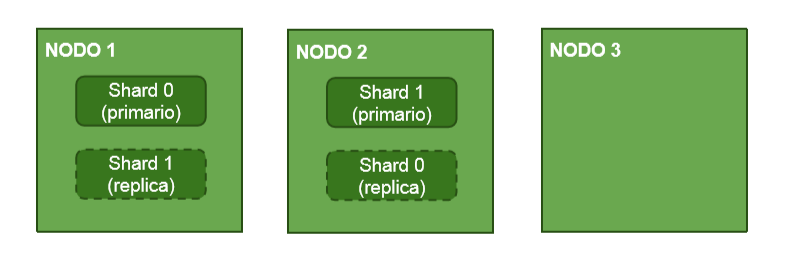 NODO 1
Shard 0
(primario)
Shard 1
(replica)
NODO 2
Shard 1
(primario)
Shard 0
(replica)
NODO 3